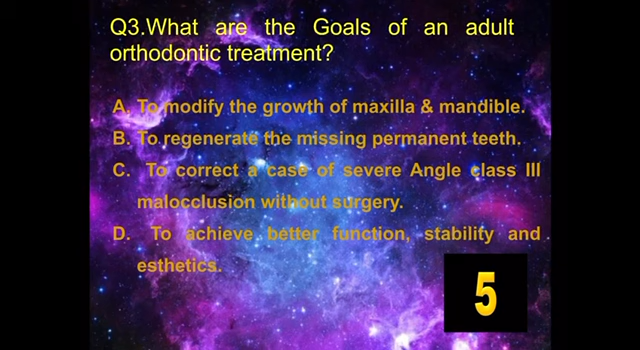 Q3.What are the Goals of an adult
orthodontic treatment?
A. To modify the growth of maxilla & mandible.
B. To regenerate the missing permanent teeth.
C. To correct a case of severe Angle class III
malocclusion without surgery.
D. To achieve better function, stability and
esthetics.
5